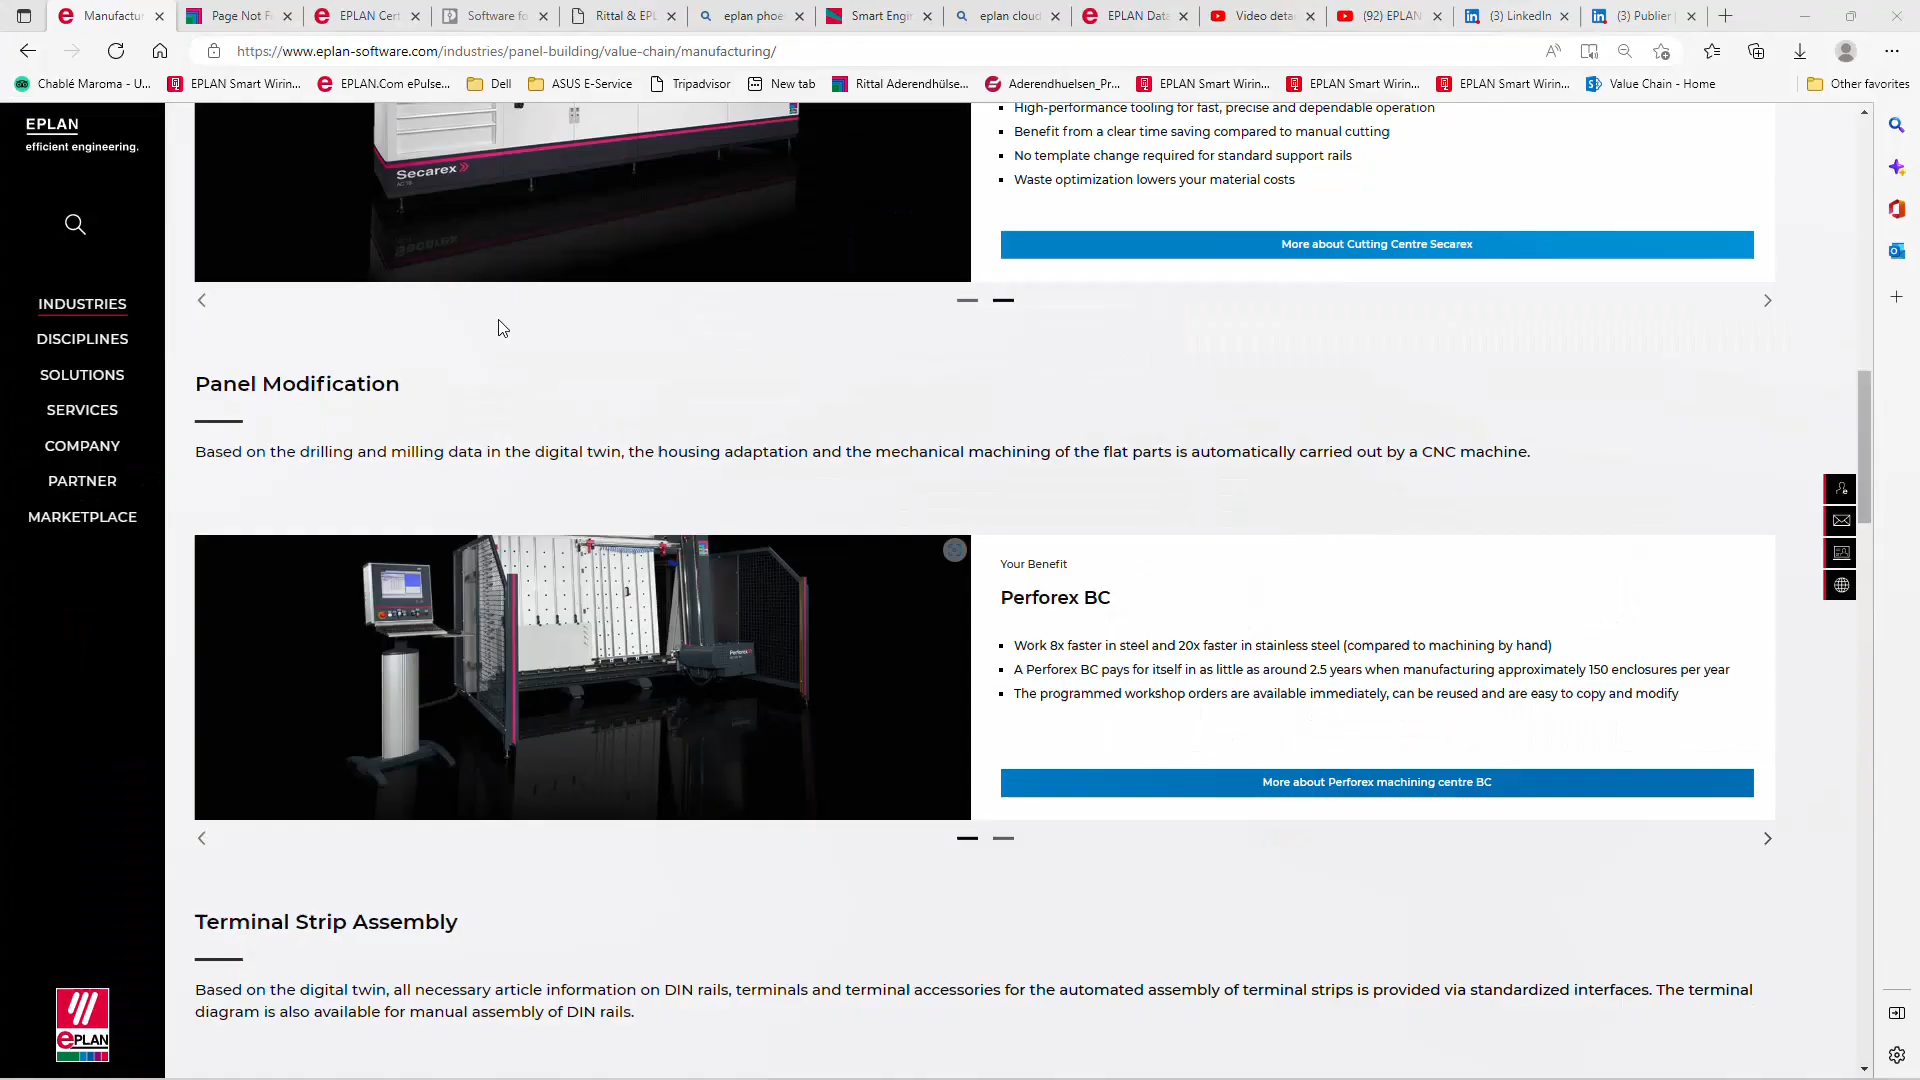 Manufactur
Page Not F
EPLAN Cert
Software fo
Rittal & EPL
eplan phoe
Smart Engi
eplan cloud
EPLAN Data
Video detai
(92) EPLAN
(3) LinkedIn
(3) Publier
https://www.eplan-software.com/industries/panel-building/value-chain/manufacturing/
Chablé Maroma - U...
EPLAN Smart Wirin...
EPLAN.Com ePulse...
Dell
ASUS E-Service
Tripadvisor
New tab
Rittal Aderendhülse...
Aderendhuelsen_Pr...
EPLAN Smart Wirin...
EPLAN Smart Wirin...
EPLAN Smart Wirin...
Value Chain - Home
Other favorites
EPLAN
efficient engineering.
INDUSTRIES
DISCIPLINES
SOLUTIONS
SERVICES
COMPANY
PARTNER
MARKETPLACE
ePLAN
Secarex
High-performance tooling for fast, precise and dependable operation
Benefit from a clear time saving compared to manual cutting
No template change required for standard support rails
Waste optimization lowers your material costs
More about Cutting Centre Secarex
Panel Modification
Based on the drilling and milling data in the digital twin, the housing adaptation and the mechanical machining of the flat parts is automatically carried out by a CNC machine.
Perforex
Your Benefit
Perforex BC
Work 8x faster in steel and 20x faster in stainless steel (compared to machining by hand)
A Perforex BC pays for itself in as little as around 2.5 years when manufacturing approximately 150 enclosures per year
The programmed workshop orders are available immediately, can be reused and are easy to copy and modify
More about Perforex machining centre BC
Terminal Strip Assembly
Based on the digital twin, all necessary article information on DIN rails, terminals and terminal accessories for the automated assembly of terminal strips is provided via standardized interfaces. The terminal
diagram is also available for manual assembly of DIN rails.